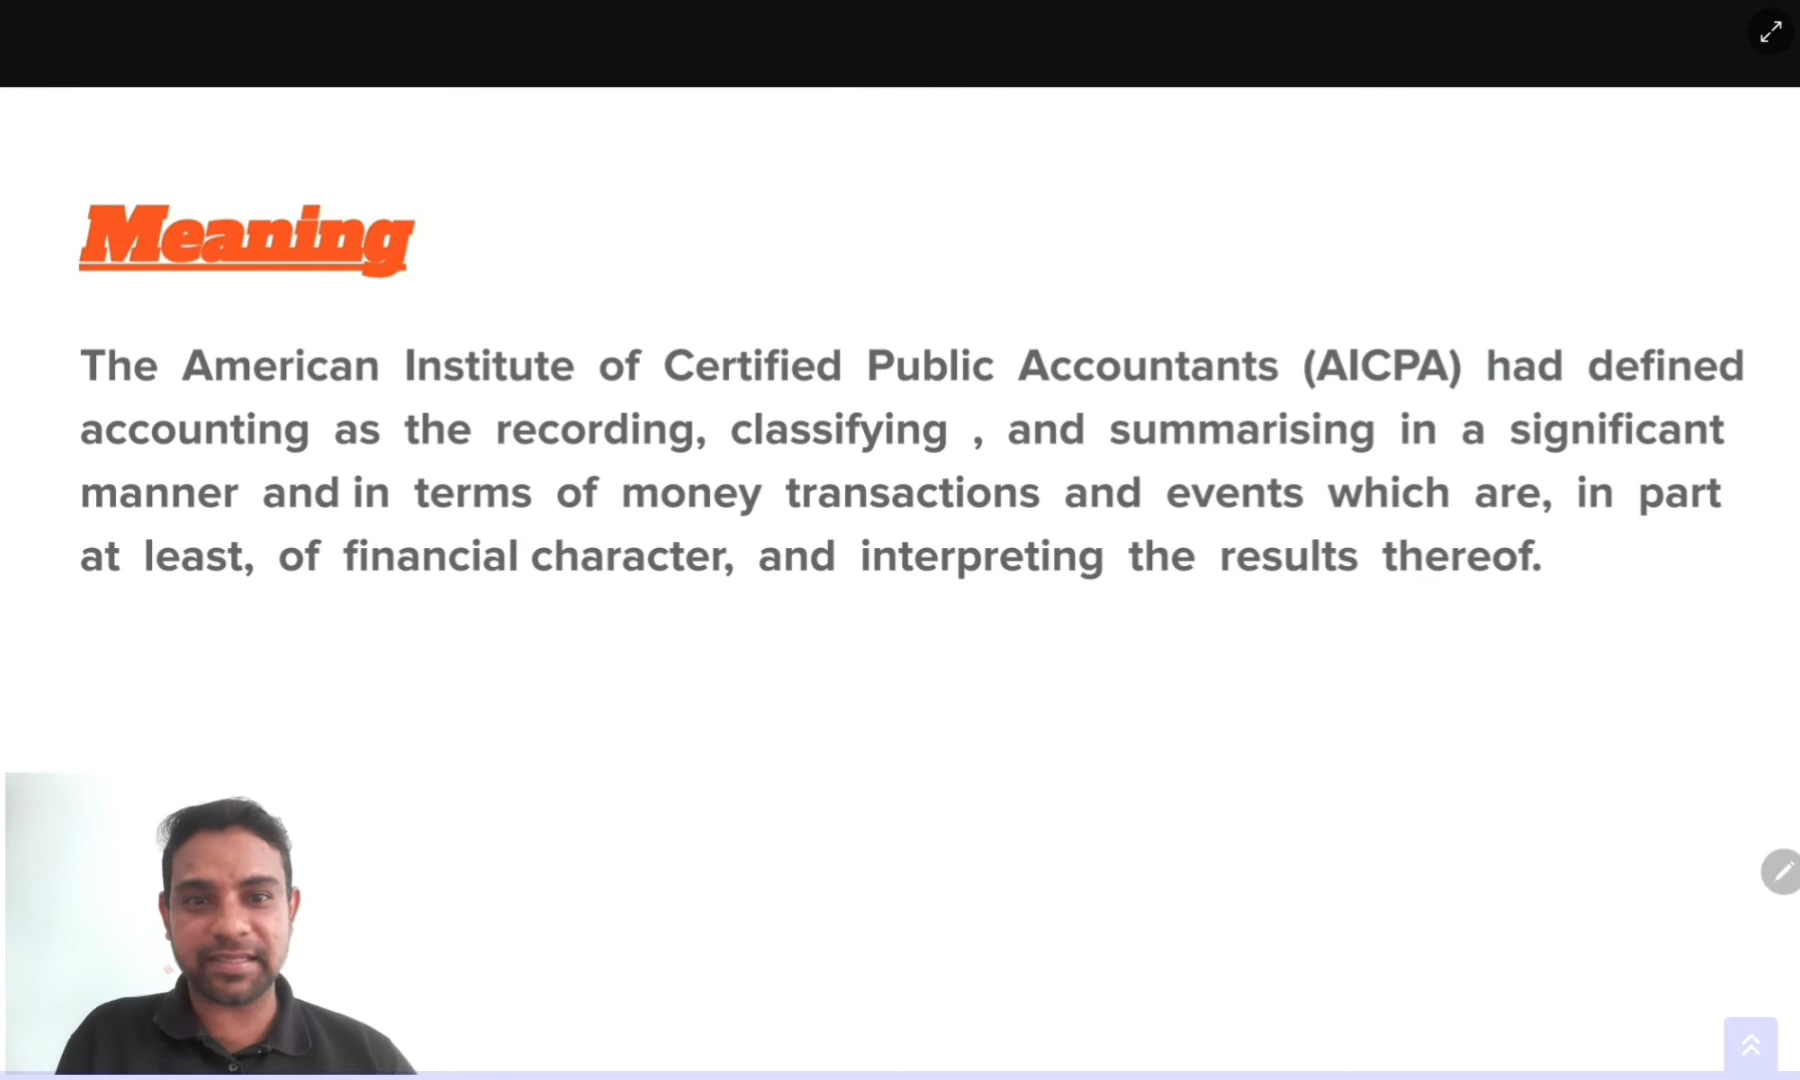 Meaning
The American Institute of Certified Public Accountants (AICPA) had defined
accounting as the recording, classifying , and summarising in a significant
manner and in terms of money transactions and events which are, in part
at least, of financial character, and interpreting the results thereof.